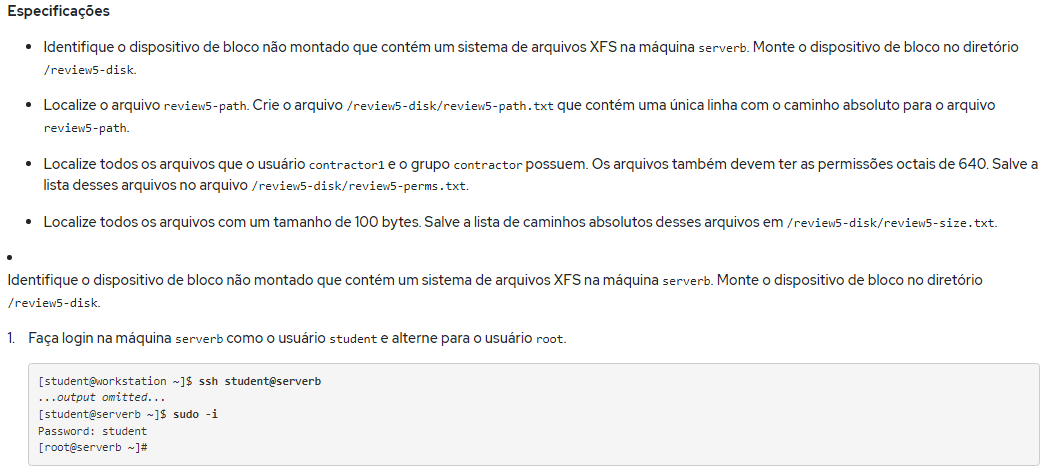 Especificações
• Identifique o dispositivo de bloco não montado que contém um sistema de arquivos XFS na máquina serverb. Monte o dispositivo de bloco no diretório
/review5-disk.
• Localize o arquivo review5-path. Crie o arquivo /review5-disk/review5-path.txt que contém uma única linha com o caminho absoluto para o arquivo
review5-path.
• Localize todos os arquivos que o usuário contractor1 e o grupo contractor possuem. Os arquivos também devem ter as permissões octais de 640. Salve a
lista desses arquivos no arquivo /review5-disk/review5-perms.txt.
• Localize todos os arquivos com um tamanho de 100 bytes. Salve a lista de caminhos absolutos desses arquivos em /review5-disk/review5-size.txt.
•
Identifique o dispositivo de bloco não montado que contém um sistema de arquivos XFS na máquina serverb. Monte o dispositivo de bloco no diretório
/review5-disk.
1. Faça login na máquina serverb como o usuário student e alterne para o usuário root.
[student@workstation ~]$ ssh student@serverb
...output omitted...
[student@serverb ~]$ sudo -i
Password: student
[root@serverb ~]#